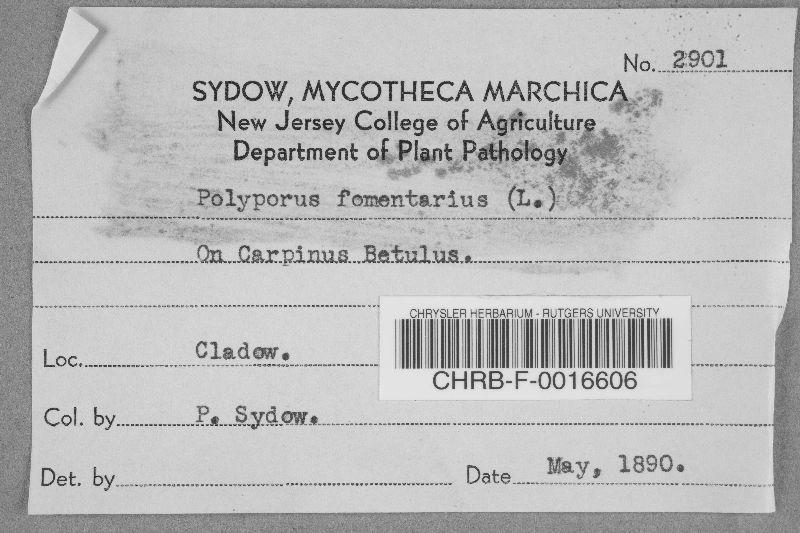 No. 2901
SYDOW, MYCOTHECA MARCHICA
New Jersey College of Agriculture
Department of Plant Pathology
Polyporus fomentarius (L.)
On Carpinus Betulus.
CHRYSLER HERBARIUM - RUTGERS UNIVERSITY
CHRB-F-0016606
Loc. Cladow.
Col. by P. Sydow.
Det. by
Date May, 1890.